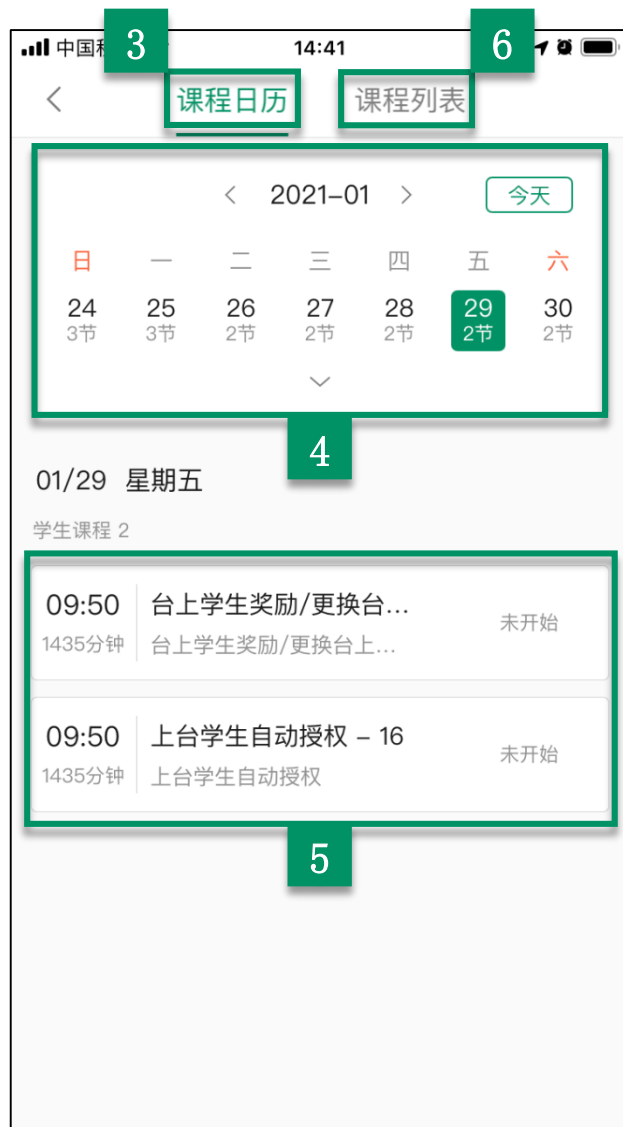 3
6
中国 14:41
课程日历 课程列表
2021-01 今天
日 一 二 三 四 五 六
24 25 26 27 28 29 30
3节 3节 2节 2节 2节 2节 2节
4
01/29 星期五
学生课程 2
09:50 台上学生奖励/更换台...
未开始
1435分钟 台上学生奖励/更换台上...
09:50 上台学生自动授权 – 16
未开始
1435分钟 上台学生自动授权
5